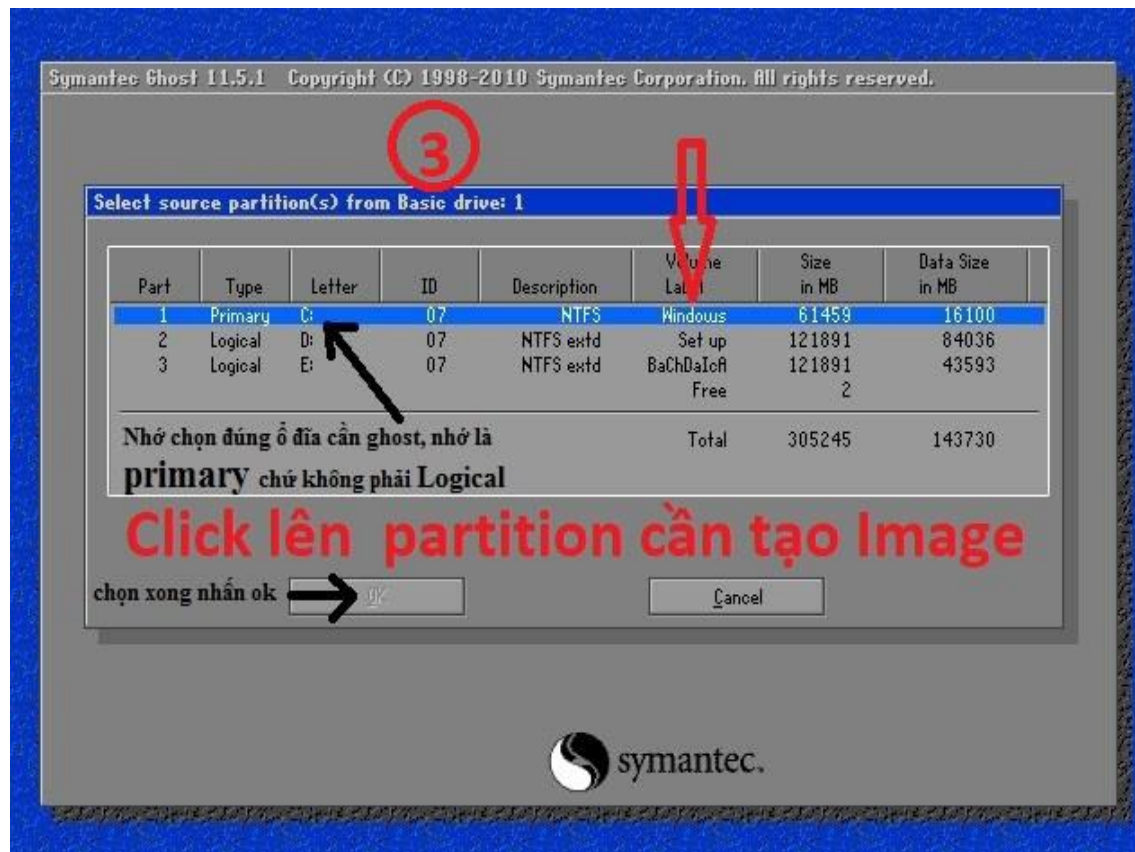 Symantec Ghost 11.5.1 Copyright (C) 1998-2010 Symantec Corporation. All rights reserved.
3
Select source partition(s) from Basic drive: 1
Part Type Letter ID Description Volume Label Size in MB Data Size in MB
1 Primary C: 07 NTFS Windows 61459 16100
2 Logical D: 07 NTFS extd Set up 121891 84036
3 Logical E: 07 NTFS extd BaChDaIcA 121891 43593
Free 2
Total 305245 143730
Nhớ chọn đúng ổ đĩa cần ghost, nhớ là
primary chứ không phải Logical
Click lên partition cần tạo Image
chọn xong nhấn ok
OK
Cancel
symantec.